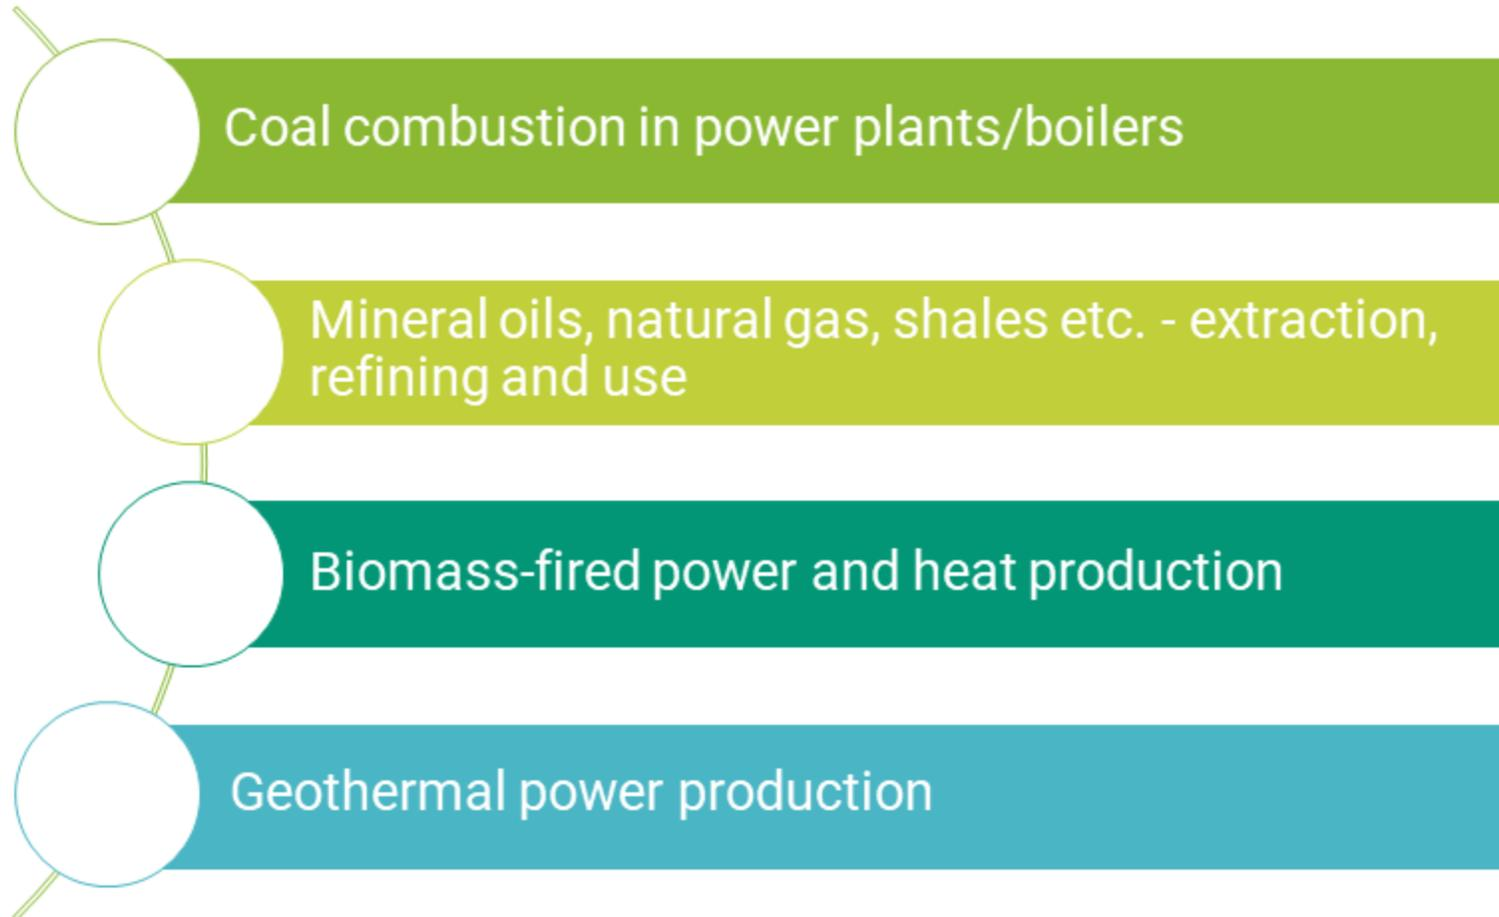 Coal combustion in power plants/boilers
Mineral oils, natural gas, shales etc. - extraction,
refining and use
Biomass-fired power and heat production
Geothermal power production